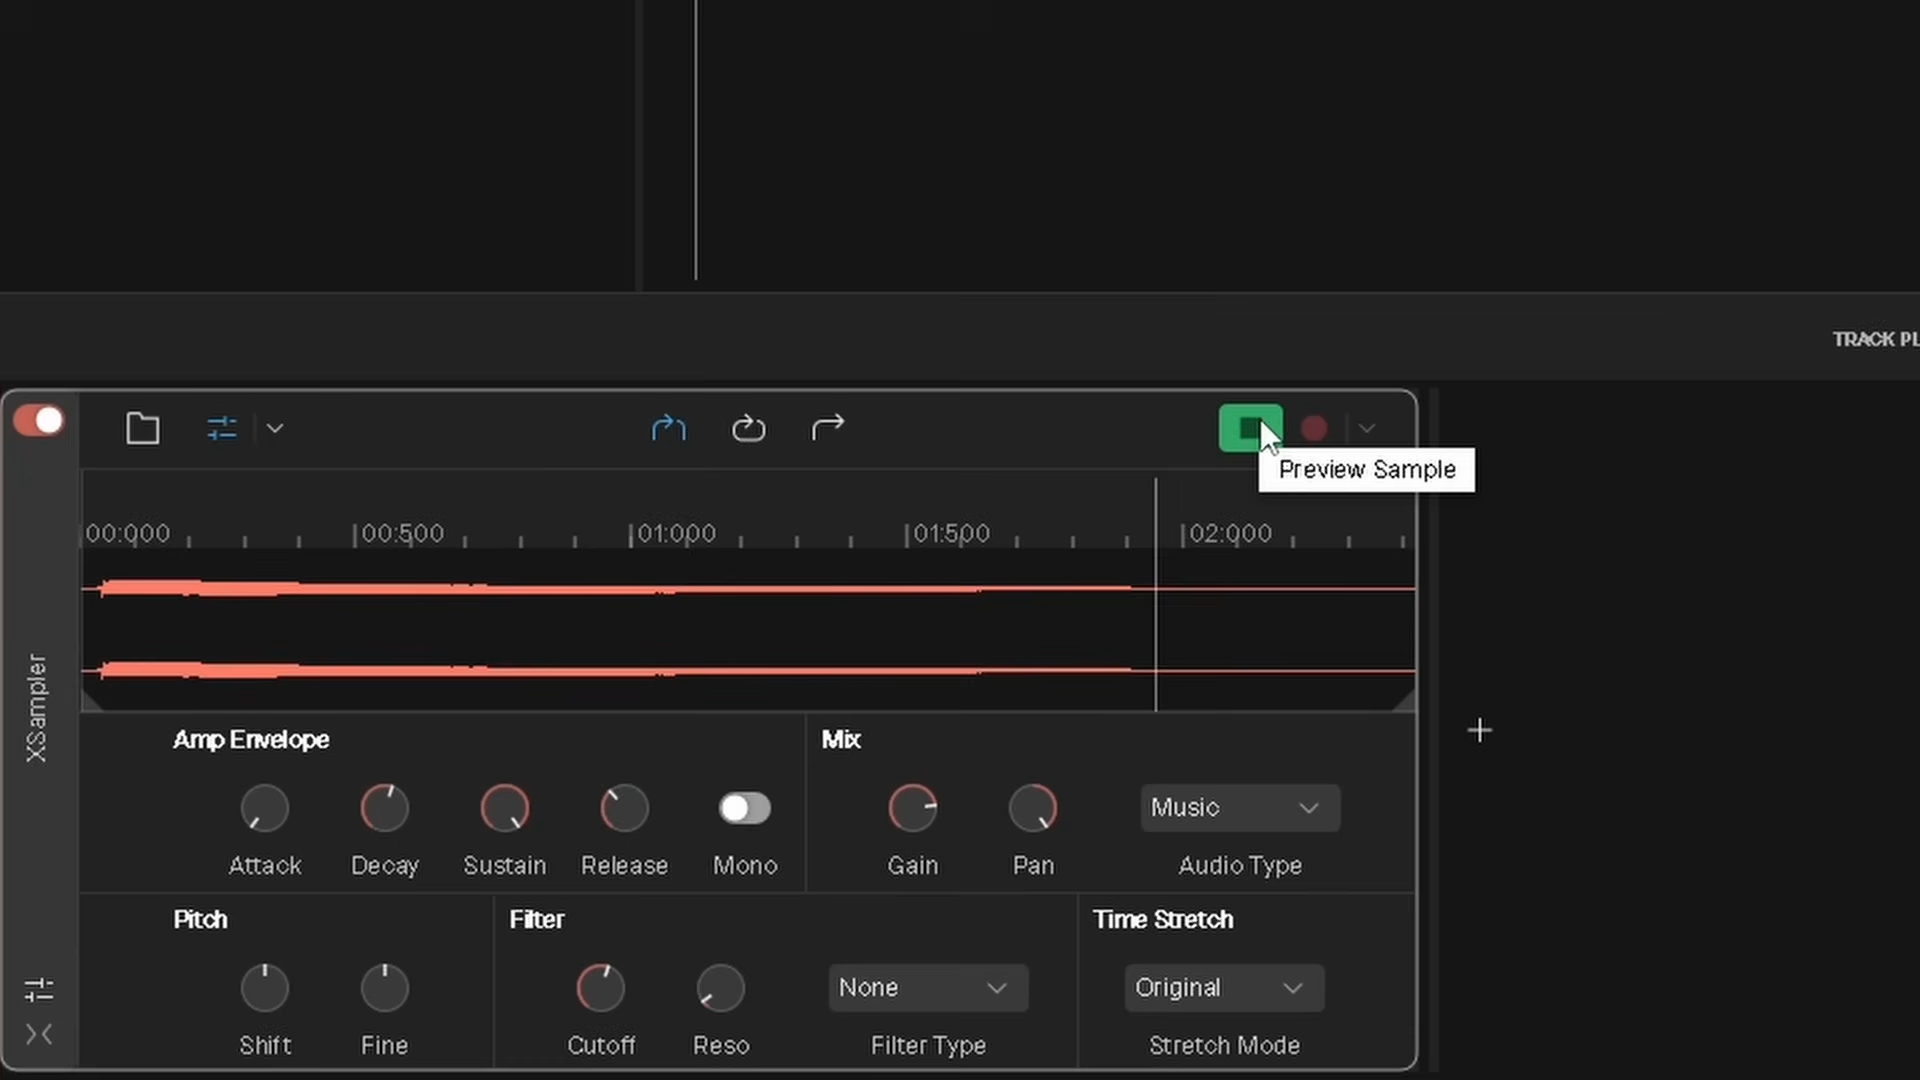 TRACK PL
Preview Sample
00:000 00:500 01:000 01:500 02:000
XSampler
Amp Envelope
Mix
Music
Attack Decay Sustain Release Mono Gain Pan Audio Type
Pitch
Filter
Time Stretch
None
Original
Shift Fine Cutoff Reso Filter Type Stretch Mode